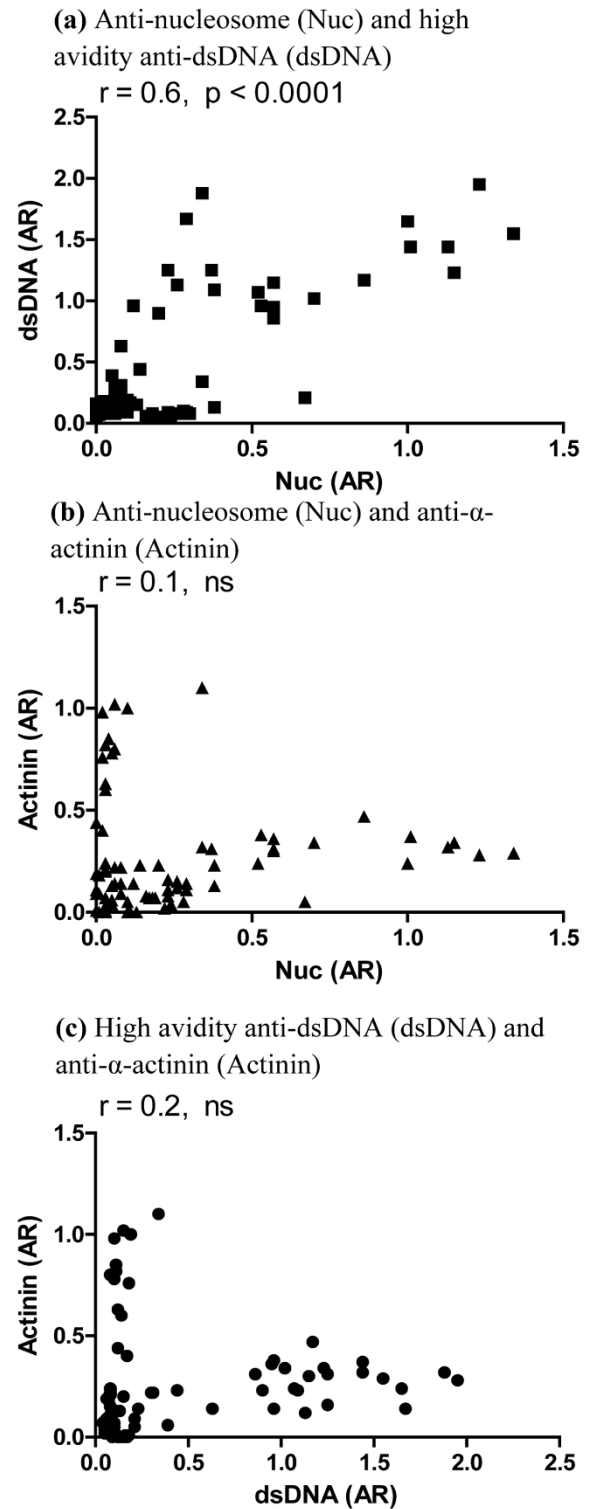 (a) Anti-nucleosome (Nuc) and high
avidity anti-dsDNA (dsDNA)
r = 0.6, p < 0.0001
2.5
2.0
1.5
1.0
0.5
0.0
dsDNA (AR)
0.0 0.5 1.0 1.5
Nuc (AR)
(b) Anti-nucleosome (Nuc) and anti-α-
actinin (Actinin)
r = 0.1, ns
1.5
1.0
0.5
0.0
Actinin (AR)
0.0 0.5 1.0 1.5
Nuc (AR)
(c) High avidity anti-dsDNA (dsDNA) and
anti-α-actinin (Actinin)
r = 0.2, ns
1.5
1.0
0.5
0.0
Actinin (AR)
0.0 0.5 1.0 1.5 2.0 2.5
dsDNA (AR)